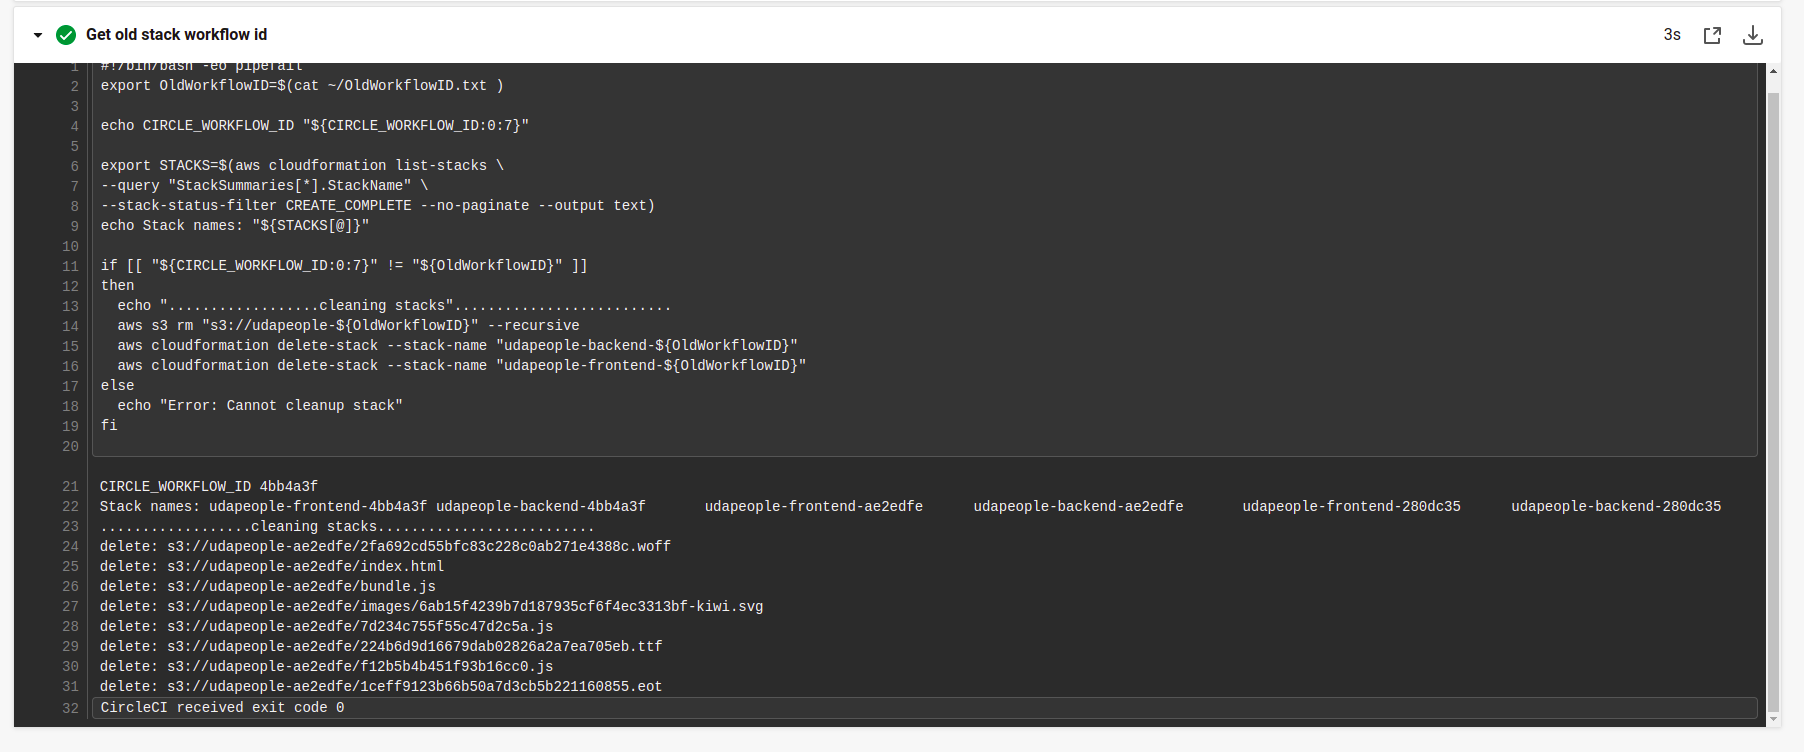 Get old stack workflow id 3s
1 #!/bin/bash -eo pipefail
2 export OldWorkflowID=$(cat ~/OldWorkflowID.txt )
3
4 echo CIRCLE_WORKFLOW_ID "${CIRCLE_WORKFLOW_ID:0:7}"
5
6 export STACKS=$(aws cloudformation list-stacks \
7 --query "StackSummaries[*].StackName" \
8 --stack-status-filter CREATE_COMPLETE --no-paginate --output text)
9 echo Stack names: "${STACKS[@]}"
10
11 if [[ "${CIRCLE_WORKFLOW_ID:0:7}" != "${OldWorkflowID}" ]]
12 then
13   echo "..................cleaning stacks"..........................
14   aws s3 rm "s3://udapeople-${OldWorkflowID}" --recursive
15   aws cloudformation delete-stack --stack-name "udapeople-backend-${OldWorkflowID}"
16   aws cloudformation delete-stack --stack-name "udapeople-frontend-${OldWorkflowID}"
17 else
18   echo "Error: Cannot cleanup stack"
19 fi
20
21 CIRCLE_WORKFLOW_ID 4bb4a3f
22 Stack names: udapeople-frontend-4bb4a3f udapeople-backend-4bb4a3f udapeople-frontend-ae2edfe udapeople-backend-ae2edfe udapeople-frontend-280dc35 udapeople-backend-280dc35
23 ..................cleaning stacks..........................
24 delete: s3://udapeople-ae2edfe/2fa692cd55bfc83c228c0ab271e4388c.woff
25 delete: s3://udapeople-ae2edfe/index.html
26 delete: s3://udapeople-ae2edfe/bundle.js
27 delete: s3://udapeople-ae2edfe/images/6ab15f4239b7d187935cf6f4ec3313bf-kiwi.svg
28 delete: s3://udapeople-ae2edfe/7d234c755f55c47d2c5a.js
29 delete: s3://udapeople-ae2edfe/224b6d9d16679dab02826a2a7ea705eb.ttf
30 delete: s3://udapeople-ae2edfe/f12b5b4b451f93b16cc0.js
31 delete: s3://udapeople-ae2edfe/1ceff9123b66b50a7d3cb5b221160855.eot
32 CircleCI received exit code 0